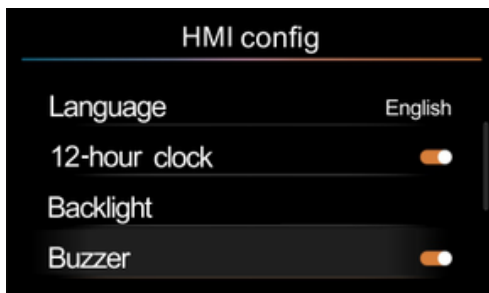 HMI config
Language English
12-hour clock
Backlight
Buzzer